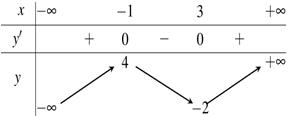 x −∞ −1 3 +∞
y′ + 0 − 0 +
y −∞ 4 −2 +∞